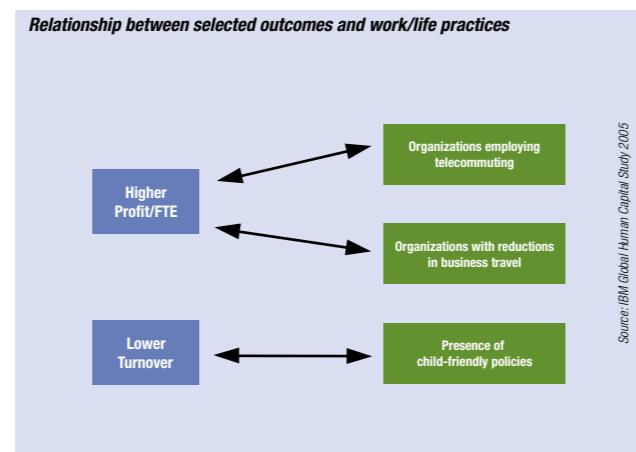 Relationship between selected outcomes and work/life practices
Higher
Profit/FTE
Organizations employing
telecommuting
Organizations with reductions
in business travel
Lower
Turnover
Presence of
child-friendly policies
Source: IBM Global Human Capital Study 2005